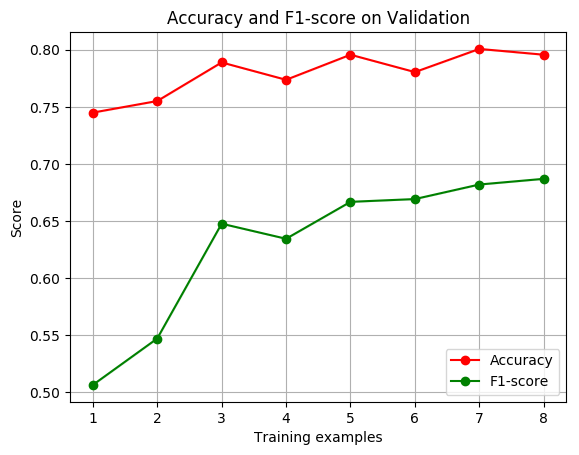 Accuracy and F1-score on Validation
0.80
0.75
0.70
0.65
0.60
0.55
0.50
Score
1 2 3 4 5 6 7 8
Training examples
Accuracy
F1-score